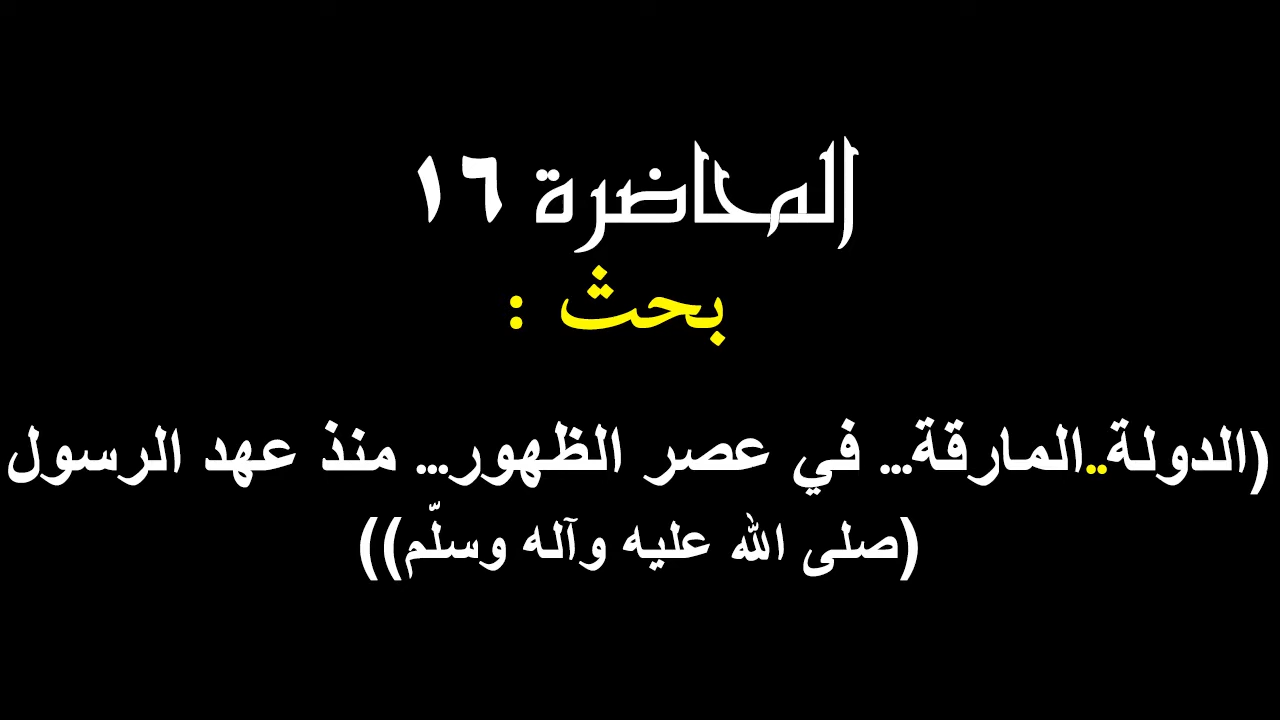 المحاضرة ١٦
بحث :
(الدولة..المارقة... في عصر الظهور... منذ عهد الرسول
(صلى الله عليه وآله وسلّم))